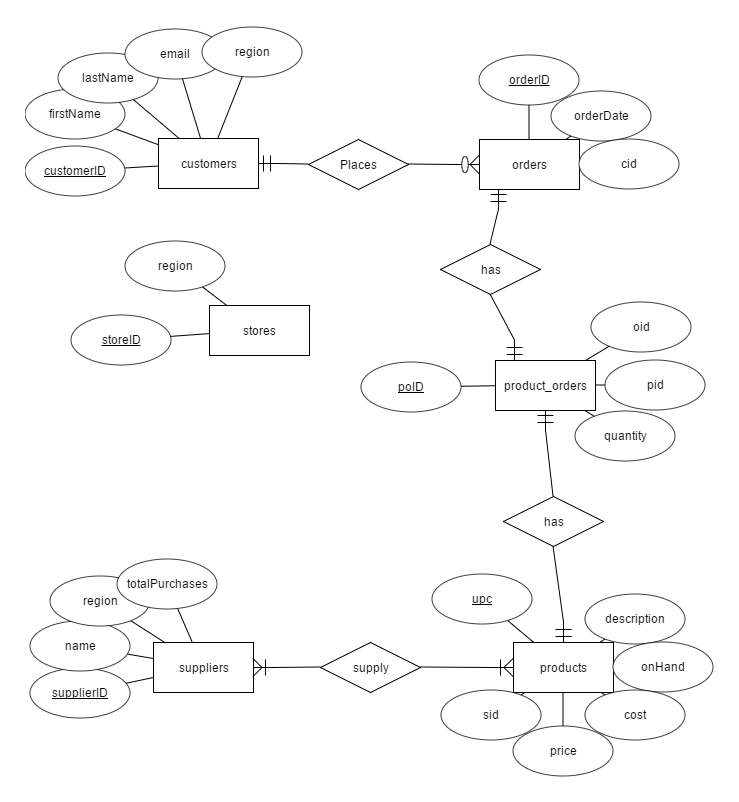 email
region
lastName
firstName
customerID
customers
Places
orderID
orderDate
cid
orders
has
region
storeID
stores
oid
pid
quantity
poID
product_orders
has
totalPurchases
region
name
supplierID
suppliers
supply
upc
description
onHand
cost
price
sid
products